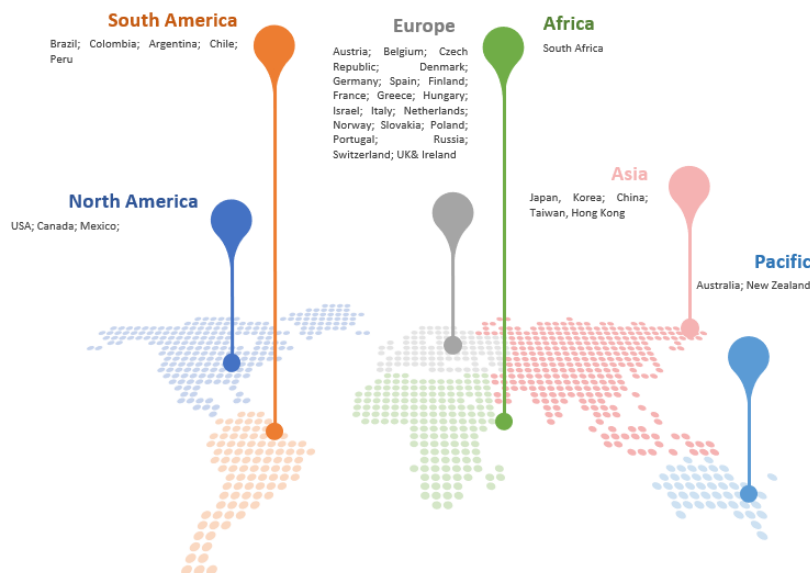 South America
Brazil; Colombia; Argentina; Chile;
Peru
Europe
Austria; Belgium; Czech
Republic; Denmark;
Germany; Spain; Finland;
France; Greece; Hungary;
Israel; Italy; Netherlands;
Norway; Slovakia; Poland;
Portugal; Russia;
Switzerland; UK& Ireland
Africa
South Africa
North America
USA; Canada; Mexico;
Asia
Japan, Korea; China;
Taiwan, Hong Kong
Pacific
Australia; New Zealand